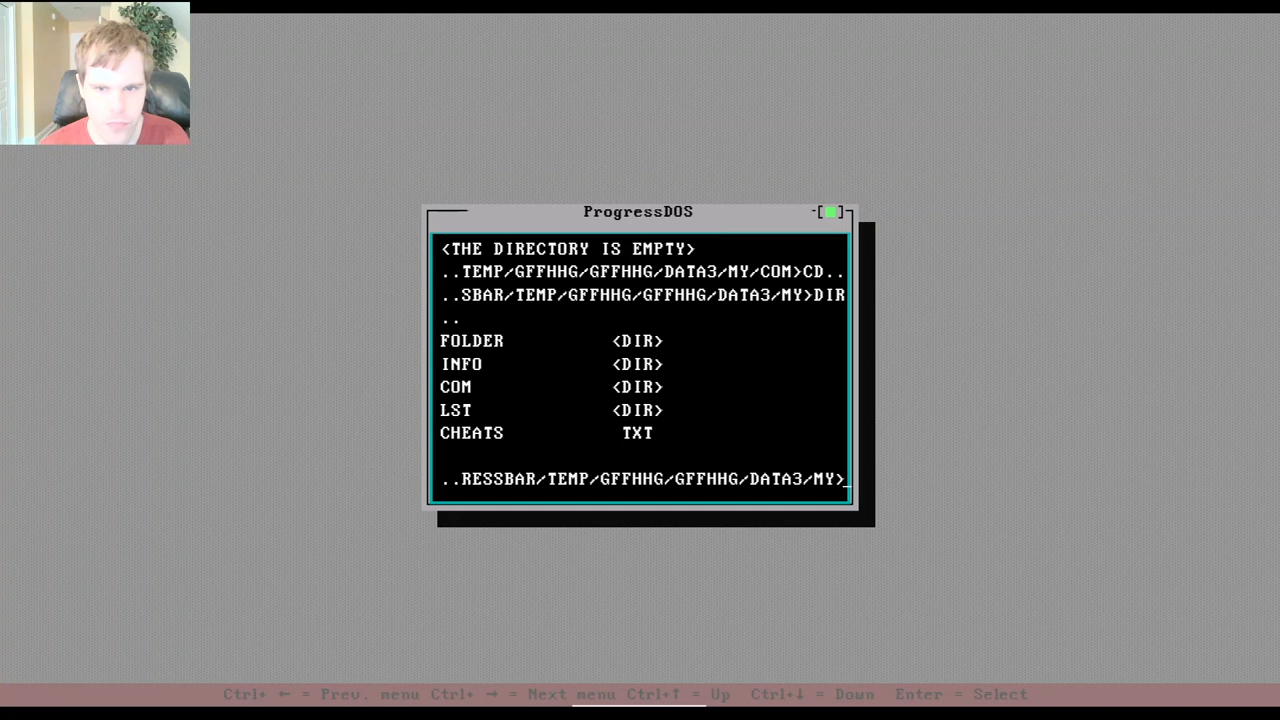 ProgressDOS
<THE DIRECTORY IS EMPTY>
..TEMP/GFFHHG/GFFHHG/DATA3/MY/COM>CD..
..SBAR/TEMP/GFFHHG/GFFHHG/DATA3/MY>DIR
..
FOLDER <DIR>
INFO <DIR>
COM <DIR>
LST <DIR>
CHEATS TXT
..RESSBAR/TEMP/GFFHHG/GFFHHG/DATA3/MY>_
Ctrl+ ← = Prev. menu Ctrl+ → = Next menu Ctrl+↑ = Up Ctrl+↓ = Down Enter = Select